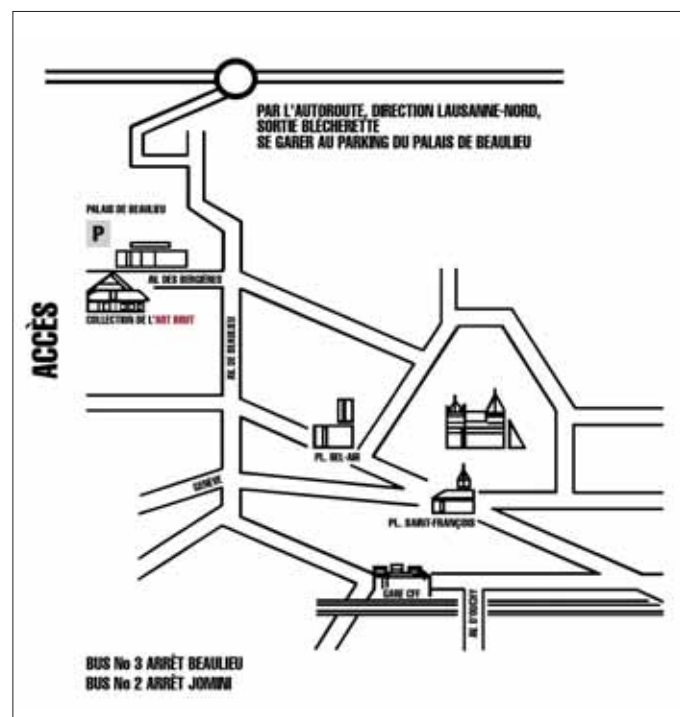 PAR L'AUTOROUTE, DIRECTION LAUSANNE-NORD,
SORTIE BLÉCHERETTE
SE GARER AU PARKING DU PALAIS DE BEAULIEU
PALAIS DE BEAULIEU
P
AV. DES BERGIÈRES
COLLECTION DE L'ART BRUT
ACCÈS
AV. DE BEAULIEU
PL. BEL-AIR
GENÈVE
PL. SAINT-FRANÇOIS
GARE CFF
AV. D'OUCHY
BUS No 3 ARRÊT BEAULIEU
BUS No 2 ARRÊT JOMINI